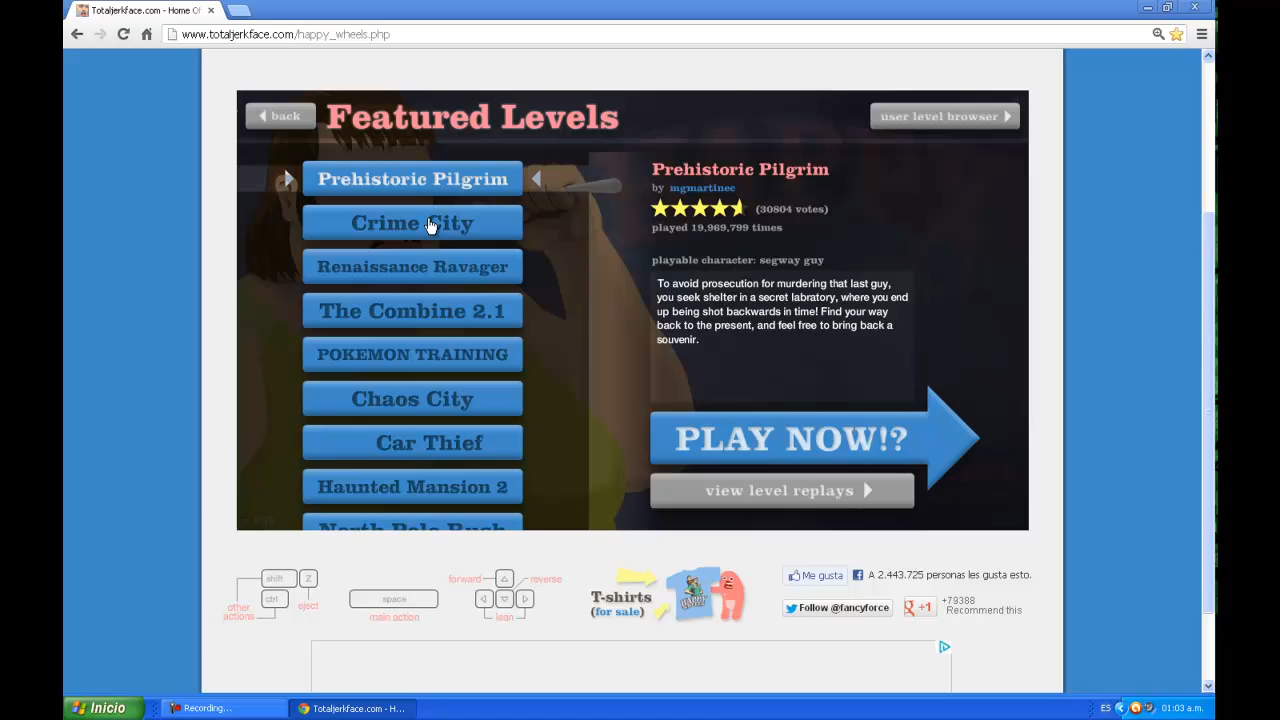 Totaljerkface.com - Home Of
www.totaljerkface.com/happy_wheels.php
back
Featured Levels
user level browser
Prehistoric Pilgrim
Crime City
Renaissance Ravager
The Combine 2.1
POKEMON TRAINING
Chaos City
Car Thief
Haunted Mansion 2
North Pole Rush
Prehistoric Pilgrim
by mgmartinec
(30804 votes)
played 19,969,799 times
playable character: segway guy
To avoid prosecution for murdering that last guy,
you seek shelter in a secret labratory, where you end
up being shot backwards in time! Find your way
back to the present, and feel free to bring back a
souvenir.
PLAY NOW!?
view level replays
shift
Z
ctrl
other
actions
eject
space
main action
forward
reverse
lean
T-shirts
(for sale)
Me gusta
A 2.443.725 personas les gusta esto.
Follow @fancyforce
+1
+79388
Recommend this
Inicio
Recording...
Totaljerkface.com - H...
ES
01:03 a.m.